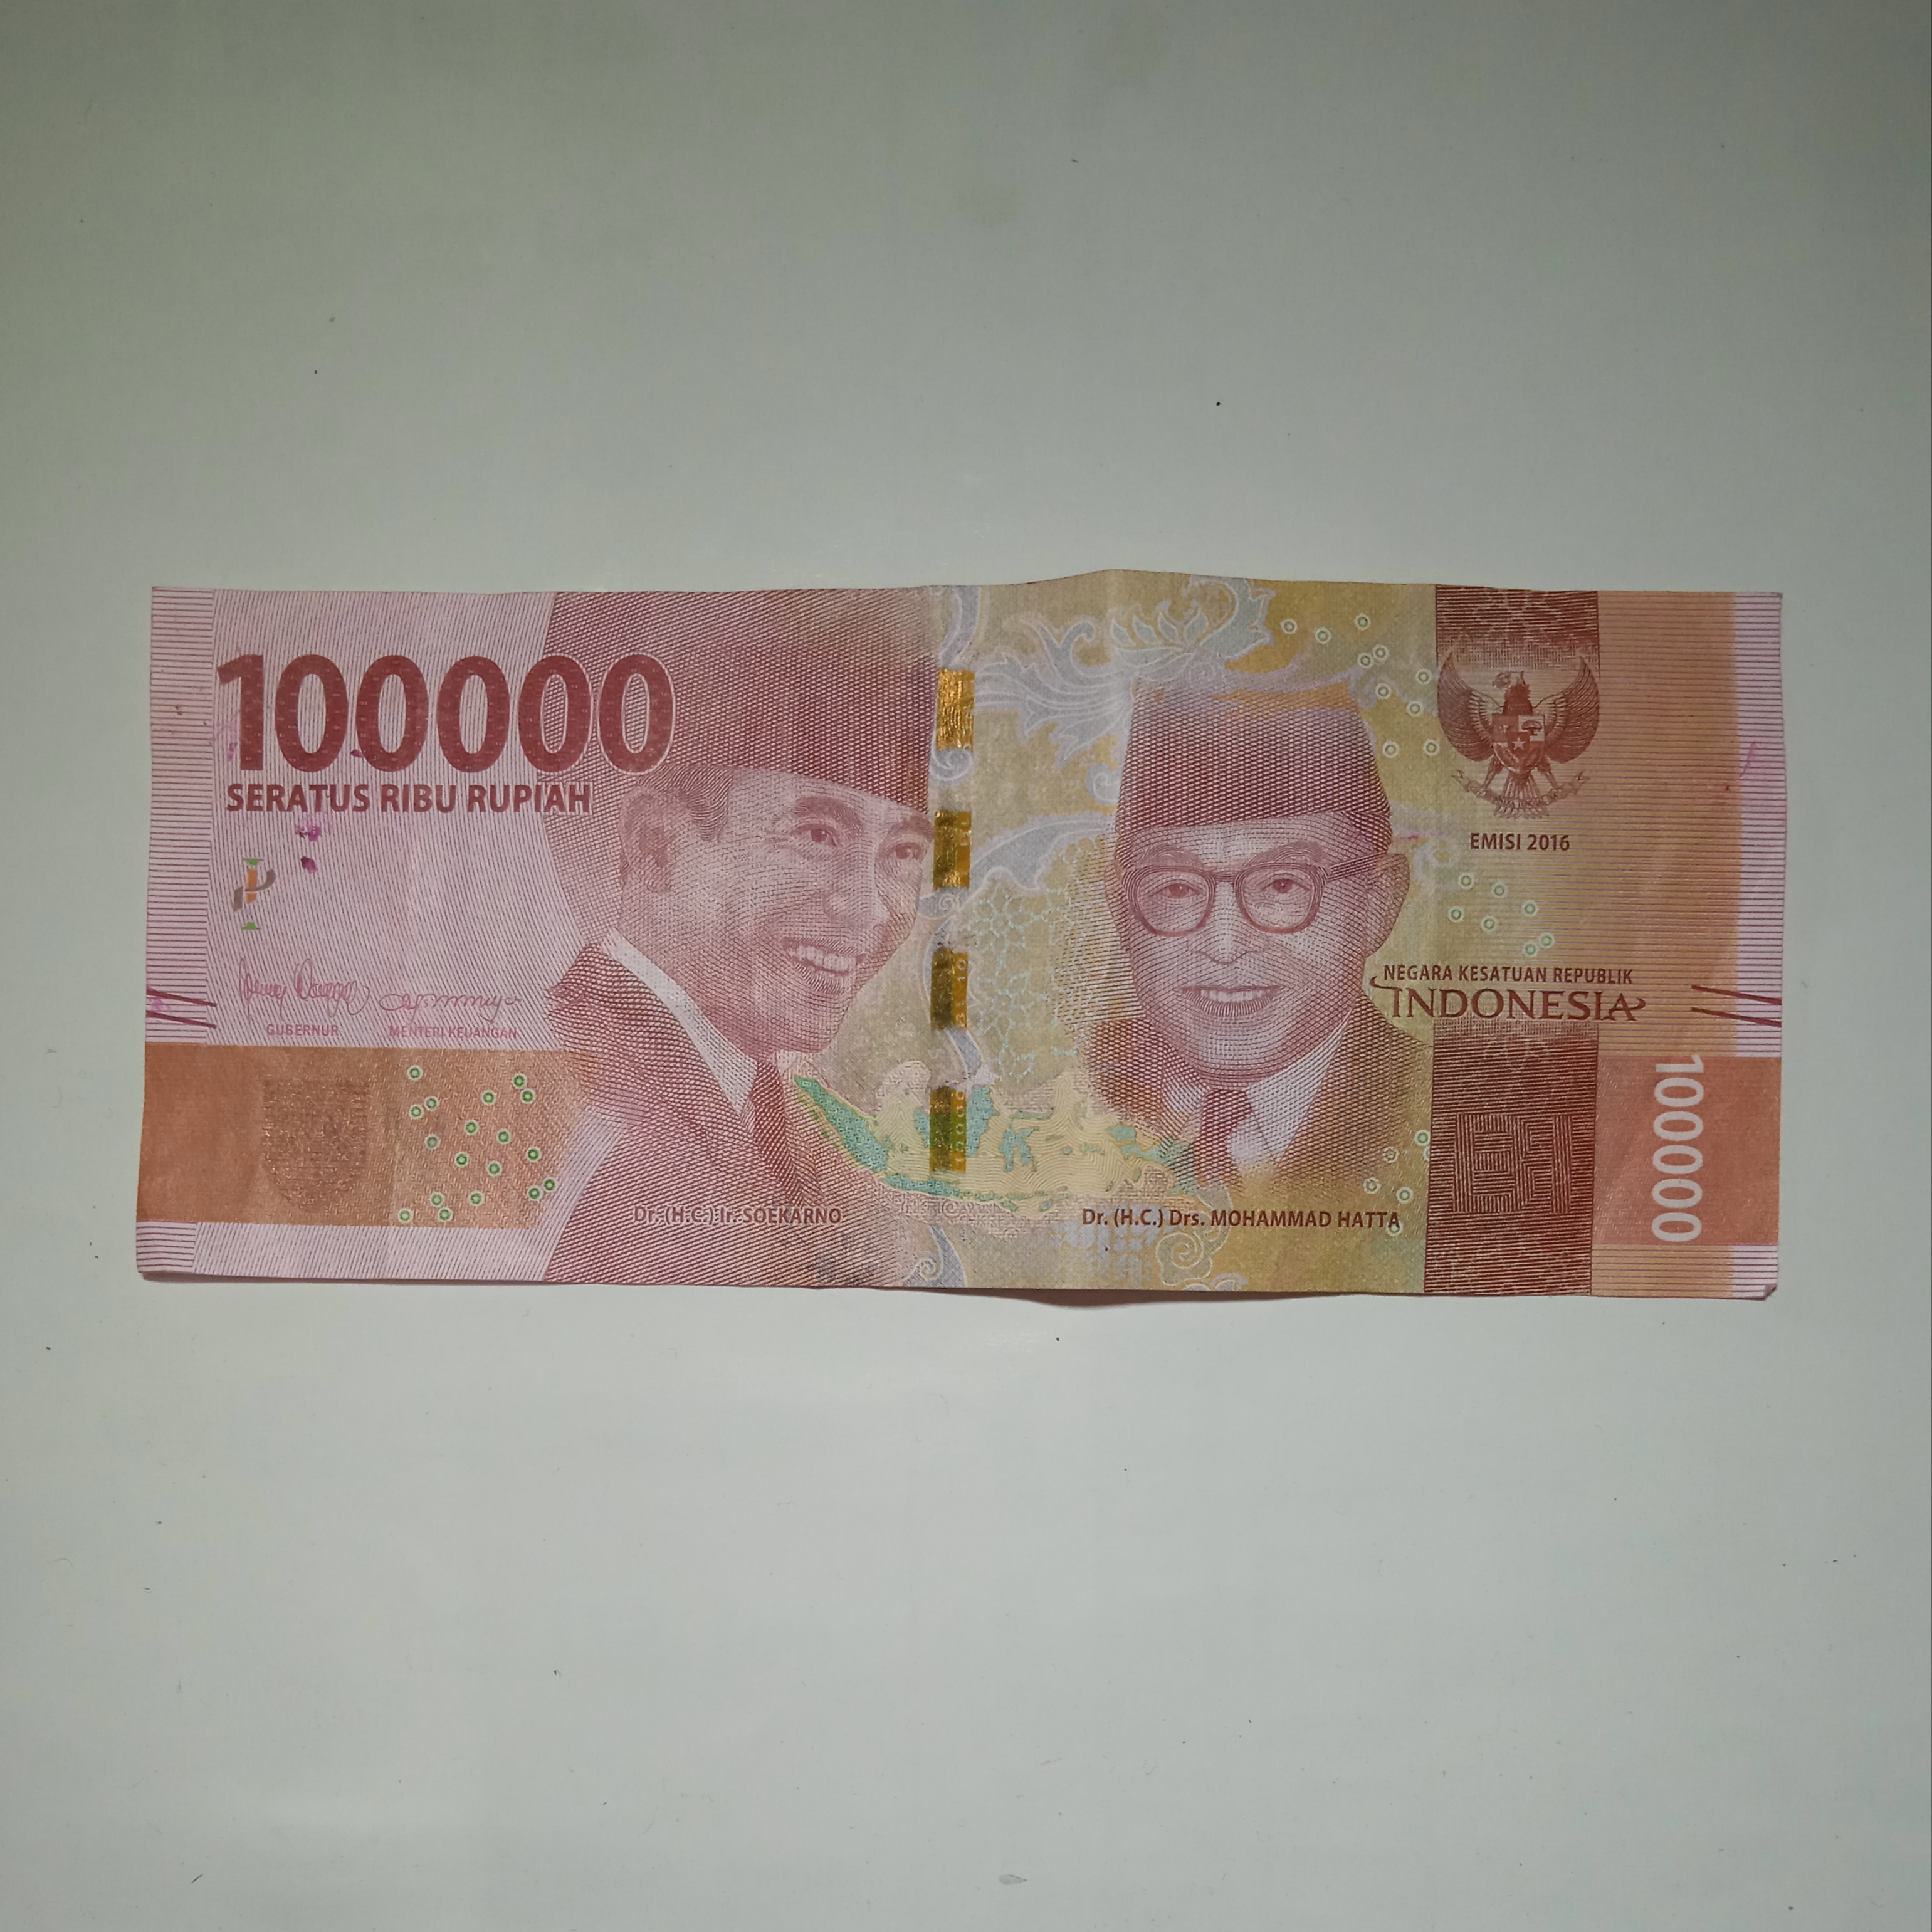 100000
SERATUS RIBU RUPIAH
EMISI 2016
NEGARA KESATUAN REPUBLIK
INDONESIA
GUBERNUR
MENTERI KEUANGAN
100000
BI
Dr. (H.C.) Ir. SOEKARNO
Dr. (H.C.) Drs. MOHAMMAD HATTA